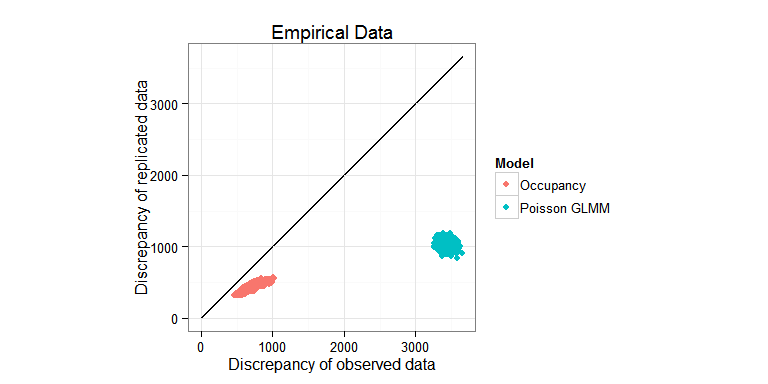 Empirical Data
Discrepancy of replicated data
3000
2000
1000
0
0 1000 2000 3000
Discrepancy of observed data
Model
Occupancy
Poisson GLMM